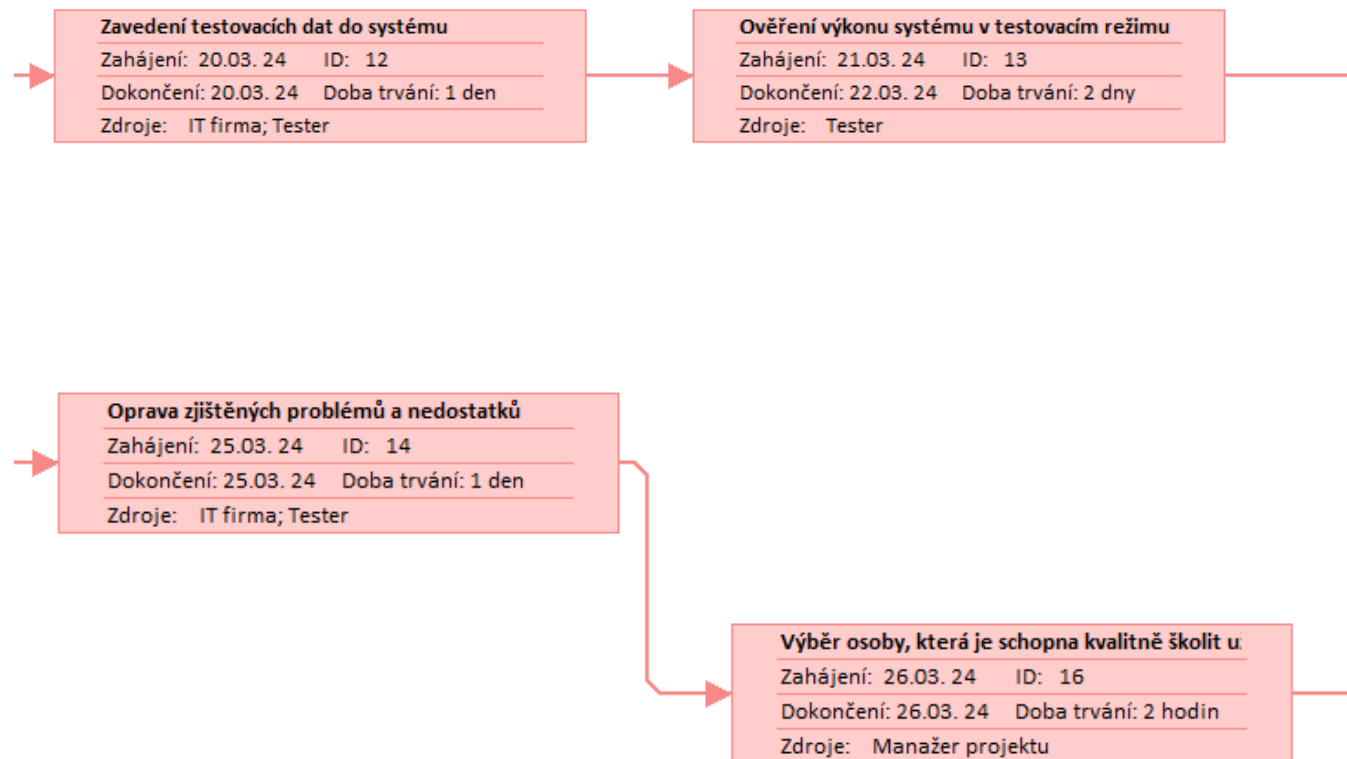 Zavedení testovacích dat do systému
Zahájení: 20.03. 24 ID: 12
Dokončení: 20.03. 24 Doba trvání: 1 den
Zdroje: IT firma; Tester
Ověření výkonu systému v testovacím režimu
Zahájení: 21.03. 24 ID: 13
Dokončení: 22.03. 24 Doba trvání: 2 dny
Zdroje: Tester
Oprava zjištěných problémů a nedostatků
Zahájení: 25.03. 24 ID: 14
Dokončení: 25.03. 24 Doba trvání: 1 den
Zdroje: IT firma; Tester
Výběr osoby, která je schopna kvalitně školit
Zahájení: 26.03. 24 ID: 16
Dokončení: 26.03. 24 Doba trvání: 2 hodin
Zdroje: Manažer projektu